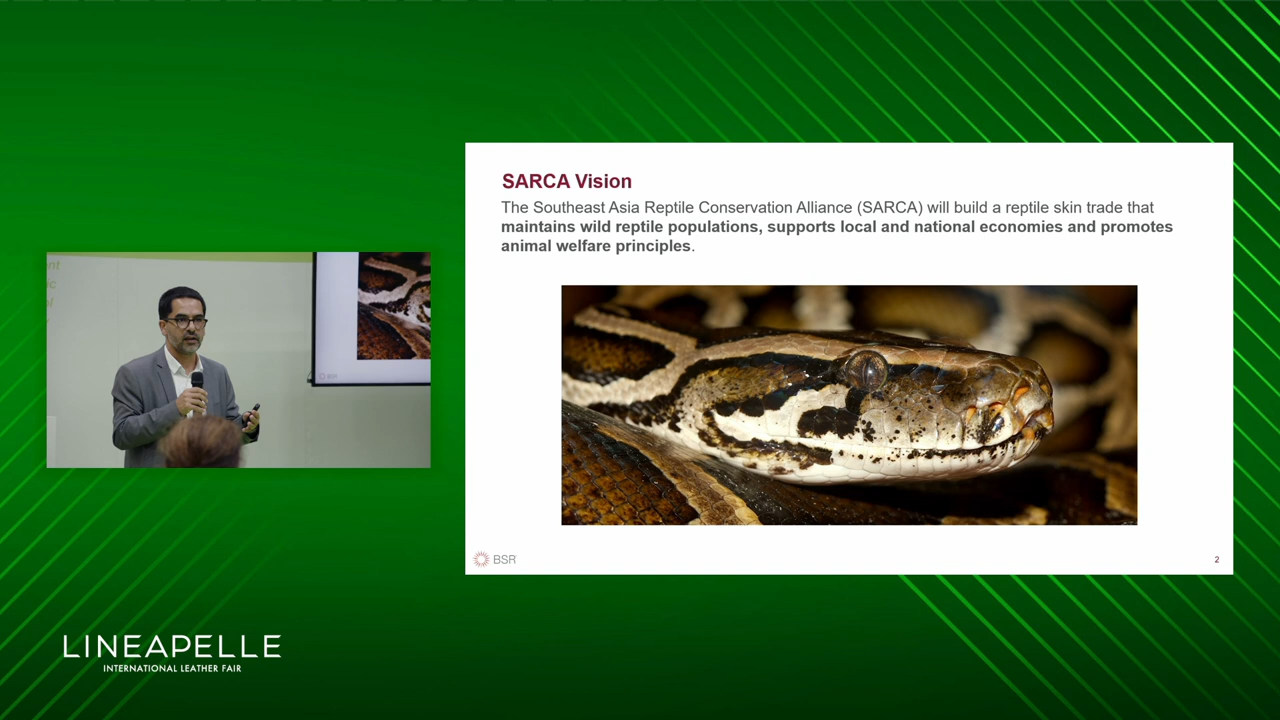 SARCA Vision
The Southeast Asia Reptile Conservation Alliance (SARCA) will build a reptile skin trade that
maintains wild reptile populations, supports local and national economies and promotes
animal welfare principles.
BSR
2
LINEAPELLE
INTERNATIONAL LEATHER FAIR
BSR